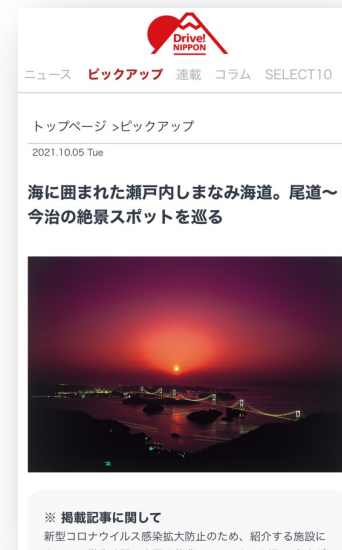 Drive!
NIPPON
ニュース ピックアップ 連載 コラム SELECT10
トップページ >ピックアップ
2021.10.05 Tue
海に囲まれた瀬戸内しまなみ海道。尾道〜
今治の絶景スポットを巡る
※ 掲載記事に関して
新型コロナウイルス感染拡大防止のため、紹介する施設に